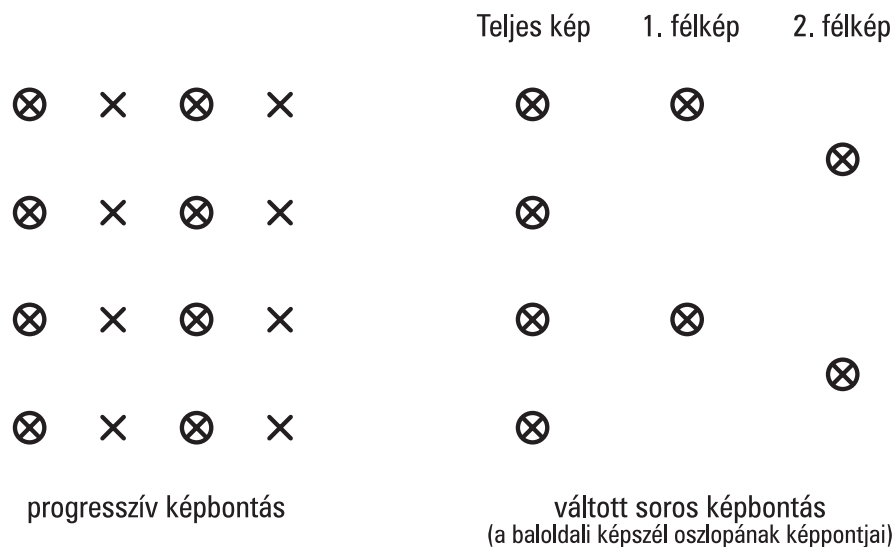 Teljes kép 1. félkép 2. félkép
progresszív képbontás
váltott soros képbontás
(a baloldali képszél oszlopának képpontjai)